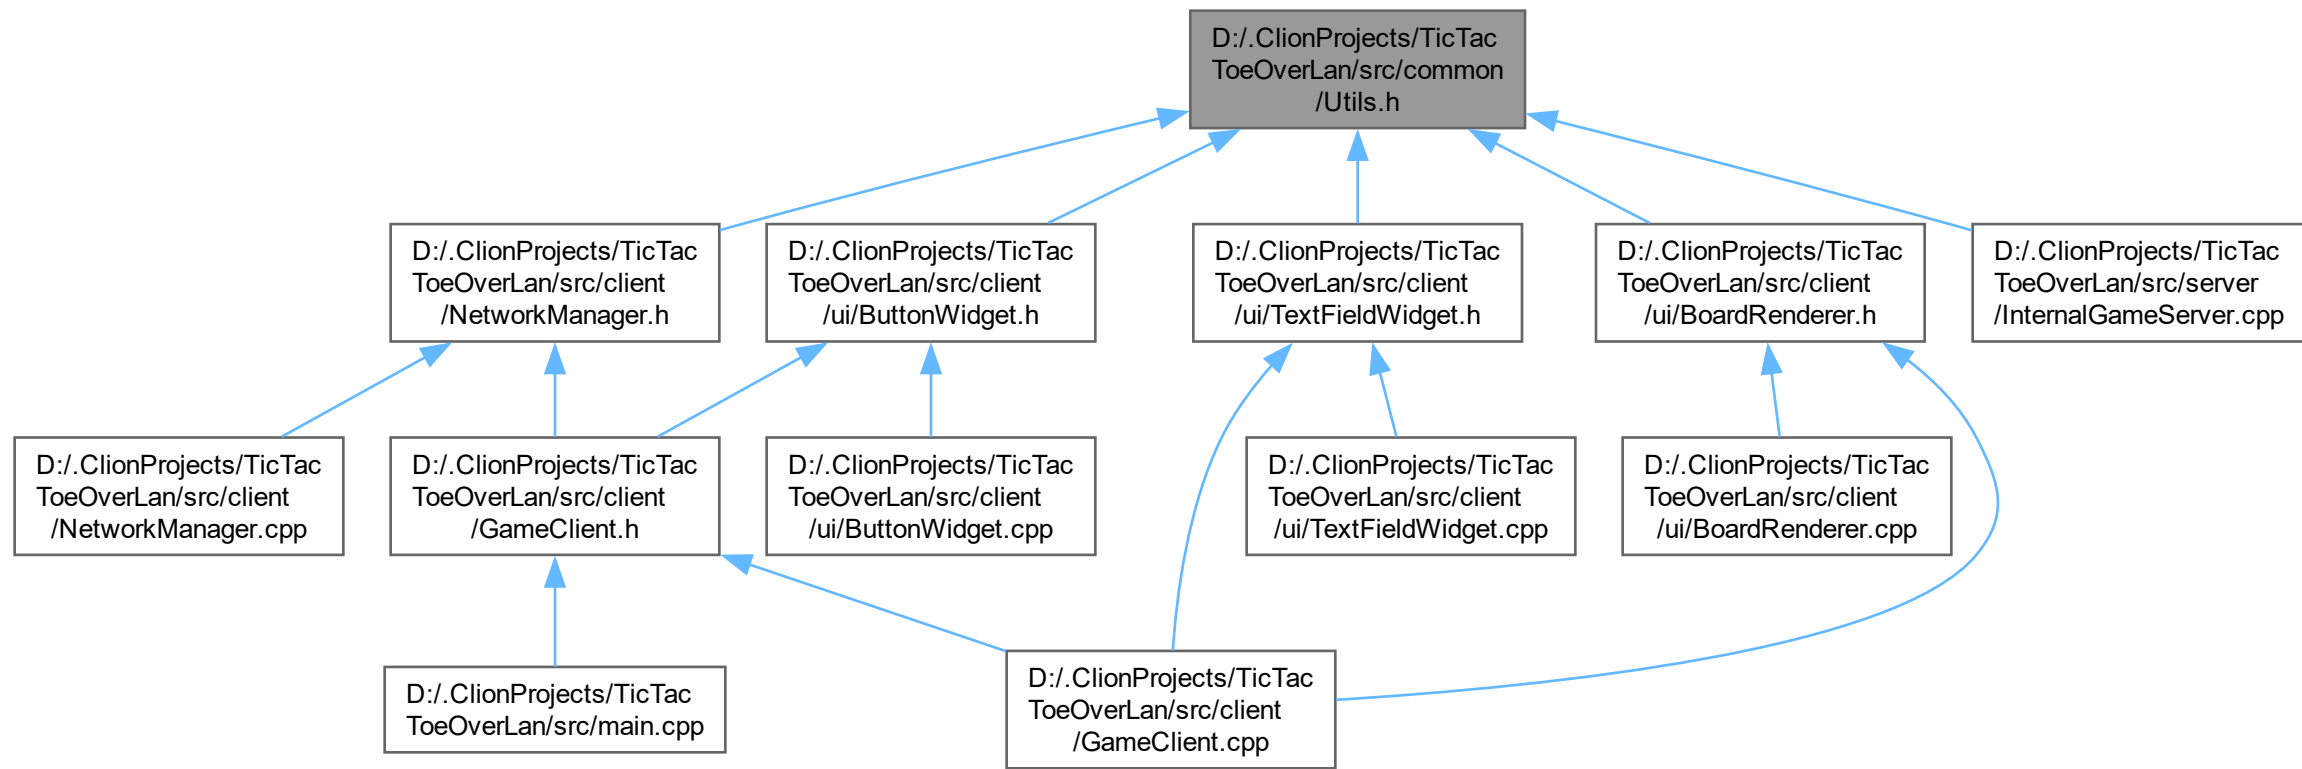 D:/.ClionProjects/TicTac
ToeOverLan/src/common
/Utils.h
D:/.ClionProjects/TicTac
ToeOverLan/src/client
/NetworkManager.h
D:/.ClionProjects/TicTac
ToeOverLan/src/client
/ui/ButtonWidget.h
D:/.ClionProjects/TicTac
ToeOverLan/src/client
/ui/TextFieldWidget.h
D:/.ClionProjects/TicTac
ToeOverLan/src/client
/ui/BoardRenderer.h
D:/.ClionProjects/TicTac
ToeOverLan/src/server
/InternalGameServer.cpp
D:/.ClionProjects/TicTac
ToeOverLan/src/client
/NetworkManager.cpp
D:/.ClionProjects/TicTac
ToeOverLan/src/client
/GameClient.h
D:/.ClionProjects/TicTac
ToeOverLan/src/client
/ui/ButtonWidget.cpp
D:/.ClionProjects/TicTac
ToeOverLan/src/client
/ui/TextFieldWidget.cpp
D:/.ClionProjects/TicTac
ToeOverLan/src/client
/ui/BoardRenderer.cpp
D:/.ClionProjects/TicTac
ToeOverLan/src/main.cpp
D:/.ClionProjects/TicTac
ToeOverLan/src/client
/GameClient.cpp